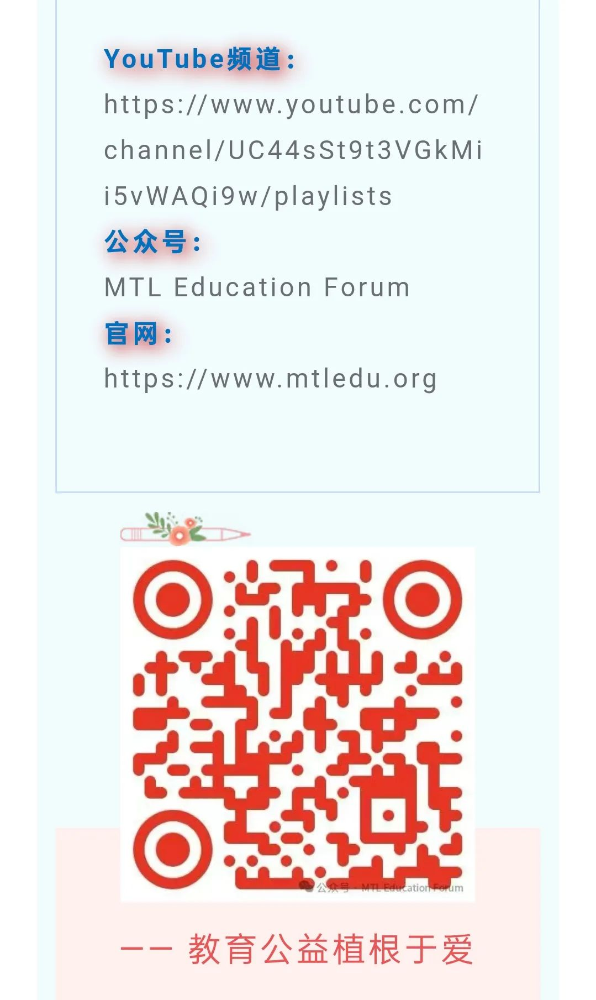 YouTube频道：
https://www.youtube.com/
channel/UC44sSt9t3VGkMi
i5vWAQi9w/playlists
公众号：
MTL Education Forum
官网：
https://www.mtledu.org
公众号 · MTL Education Forum
—— 教育公益植根于爱